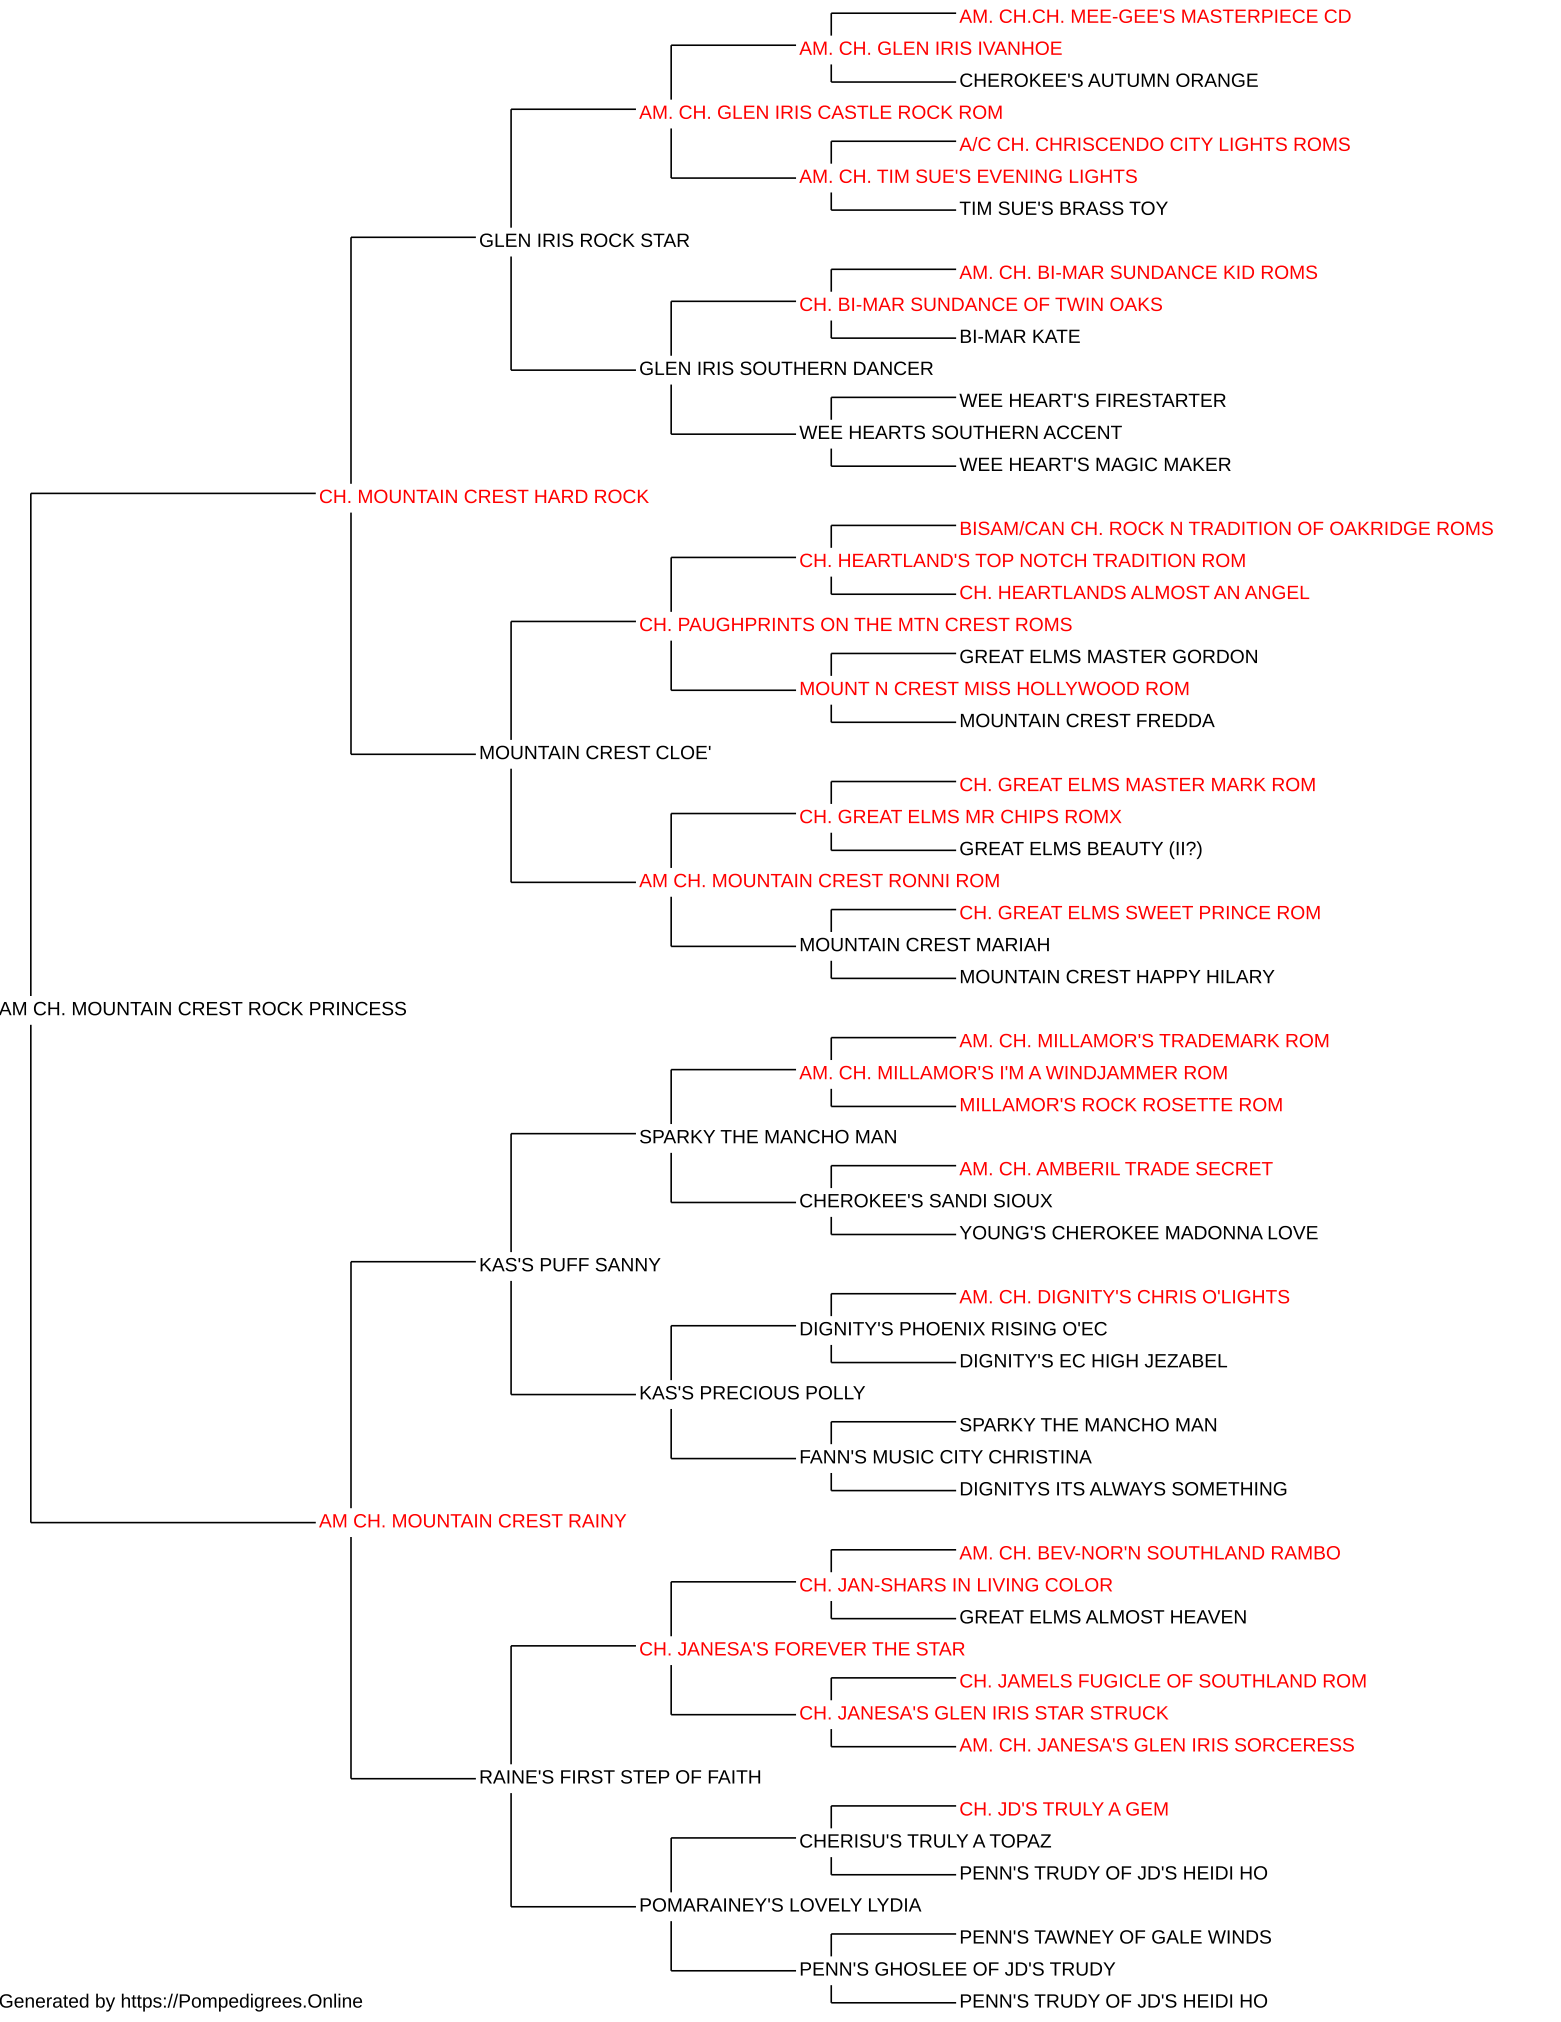 AM. CH.CH. MEE-GEE'S MASTERPIECE CD
AM. CH. GLEN IRIS IVANHOE
CHEROKEE'S AUTUMN ORANGE
AM. CH. GLEN IRIS CASTLE ROCK ROM
A/C CH. CHRISCENDO CITY LIGHTS ROMS
AM. CH. TIM SUE'S EVENING LIGHTS
TIM SUE'S BRASS TOY
GLEN IRIS ROCK STAR
AM. CH. BI-MAR SUNDANCE KID ROMS
CH. BI-MAR SUNDANCE OF TWIN OAKS
BI-MAR KATE
GLEN IRIS SOUTHERN DANCER
WEE HEART'S FIRESTARTER
WEE HEARTS SOUTHERN ACCENT
WEE HEART'S MAGIC MAKER
CH. MOUNTAIN CREST HARD ROCK
BISAM/CAN CH. ROCK N TRADITION OF OAKRIDGE ROMS
CH. HEARTLAND'S TOP NOTCH TRADITION ROM
CH. HEARTLANDS ALMOST AN ANGEL
CH. PAUGHPRINTS ON THE MTN CREST ROMS
GREAT ELMS MASTER GORDON
MOUNT N CREST MISS HOLLYWOOD ROM
MOUNTAIN CREST FREDDA
MOUNTAIN CREST CLOE'
CH. GREAT ELMS MASTER MARK ROM
CH. GREAT ELMS MR CHIPS ROMX
GREAT ELMS BEAUTY (II?)
AM CH. MOUNTAIN CREST RONNI ROM
CH. GREAT ELMS SWEET PRINCE ROM
MOUNTAIN CREST MARIAH
MOUNTAIN CREST HAPPY HILARY
AM CH. MOUNTAIN CREST ROCK PRINCESS
AM. CH. MILLAMOR'S TRADEMARK ROM
AM. CH. MILLAMOR'S I'M A WINDJAMMER ROM
MILLAMOR'S ROCK ROSETTE ROM
SPARKY THE MANCHO MAN
AM. CH. AMBERIL TRADE SECRET
CHEROKEE'S SANDI SIOUX
YOUNG'S CHEROKEE MADONNA LOVE
KAS'S PUFF SANNY
AM. CH. DIGNITY'S CHRIS O'LIGHTS
DIGNITY'S PHOENIX RISING O'EC
DIGNITY'S EC HIGH JEZABEL
KAS'S PRECIOUS POLLY
SPARKY THE MANCHO MAN
FANN'S MUSIC CITY CHRISTINA
DIGNITYS ITS ALWAYS SOMETHING
AM CH. MOUNTAIN CREST RAINY
AM. CH. BEV-NOR'N SOUTHLAND RAMBO
CH. JAN-SHARS IN LIVING COLOR
GREAT ELMS ALMOST HEAVEN
CH. JANESA'S FOREVER THE STAR
CH. JAMELS FUGICLE OF SOUTHLAND ROM
CH. JANESA'S GLEN IRIS STAR STRUCK
AM. CH. JANESA'S GLEN IRIS SORCERESS
RAINE'S FIRST STEP OF FAITH
CH. JD'S TRULY A GEM
CHERISU'S TRULY A TOPAZ
PENN'S TRUDY OF JD'S HEIDI HO
POMARAINEY'S LOVELY LYDIA
PENN'S TAWNEY OF GALE WINDS
PENN'S GHOSLEE OF JD'S TRUDY
PENN'S TRUDY OF JD'S HEIDI HO
Generated by https://Pompedigrees.Online